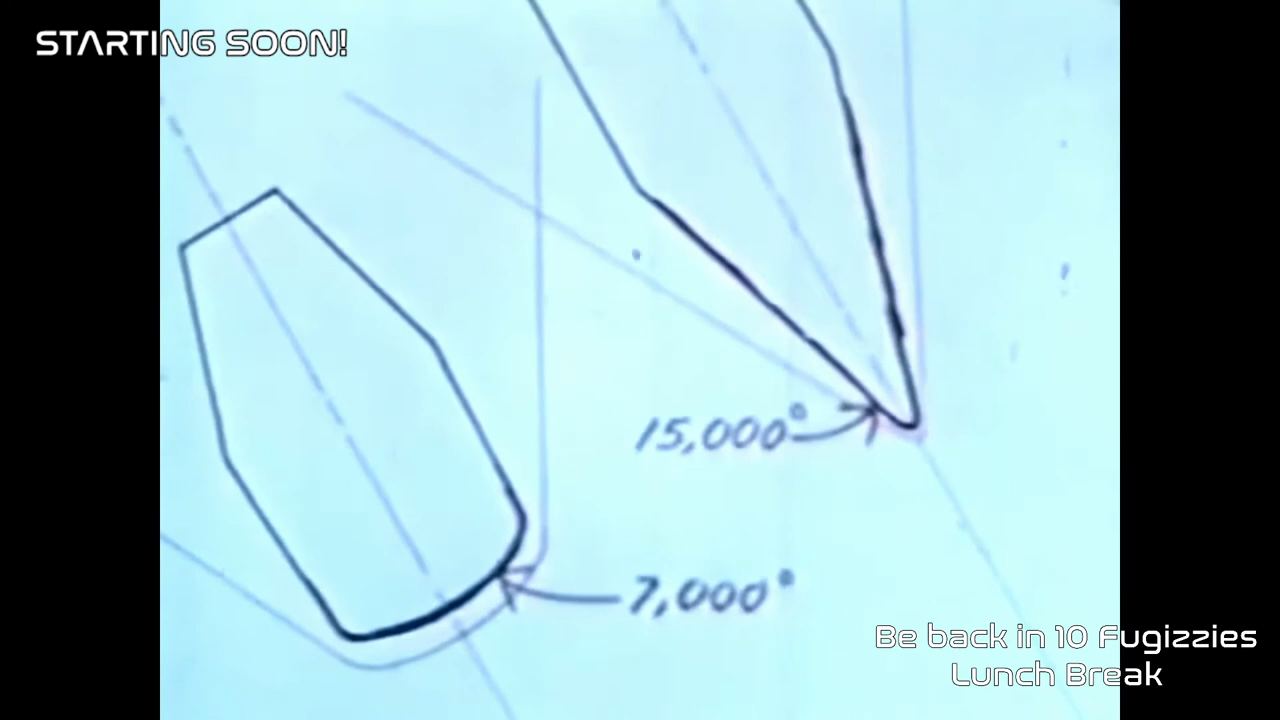 STARTING SOON!
15,000°
7,000°
Be back in 10 Fugizzies
Lunch Break